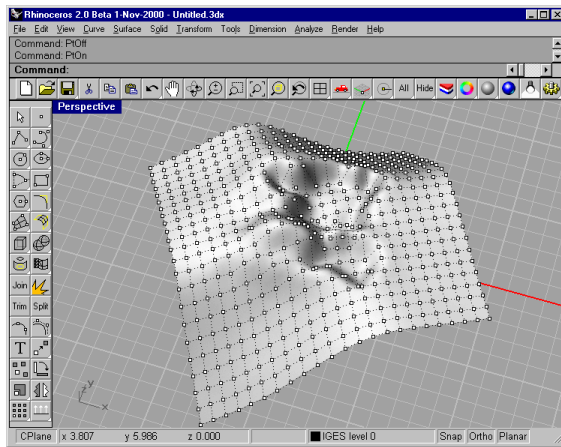 Rhinoceros 2.0 Beta 1-Nov-2000 - Untitled.3dx
File Edit View Curve Surface Solid Transform Tools Dimension Analyze Render Help
Command: PtOff
Command: PtOn
Command:
All Hide
Perspective
Join
Trim Split
T
z y
x
CPlane x 3.807 y 5.986 z 0.000 IGES level 0 Snap Ortho Planar